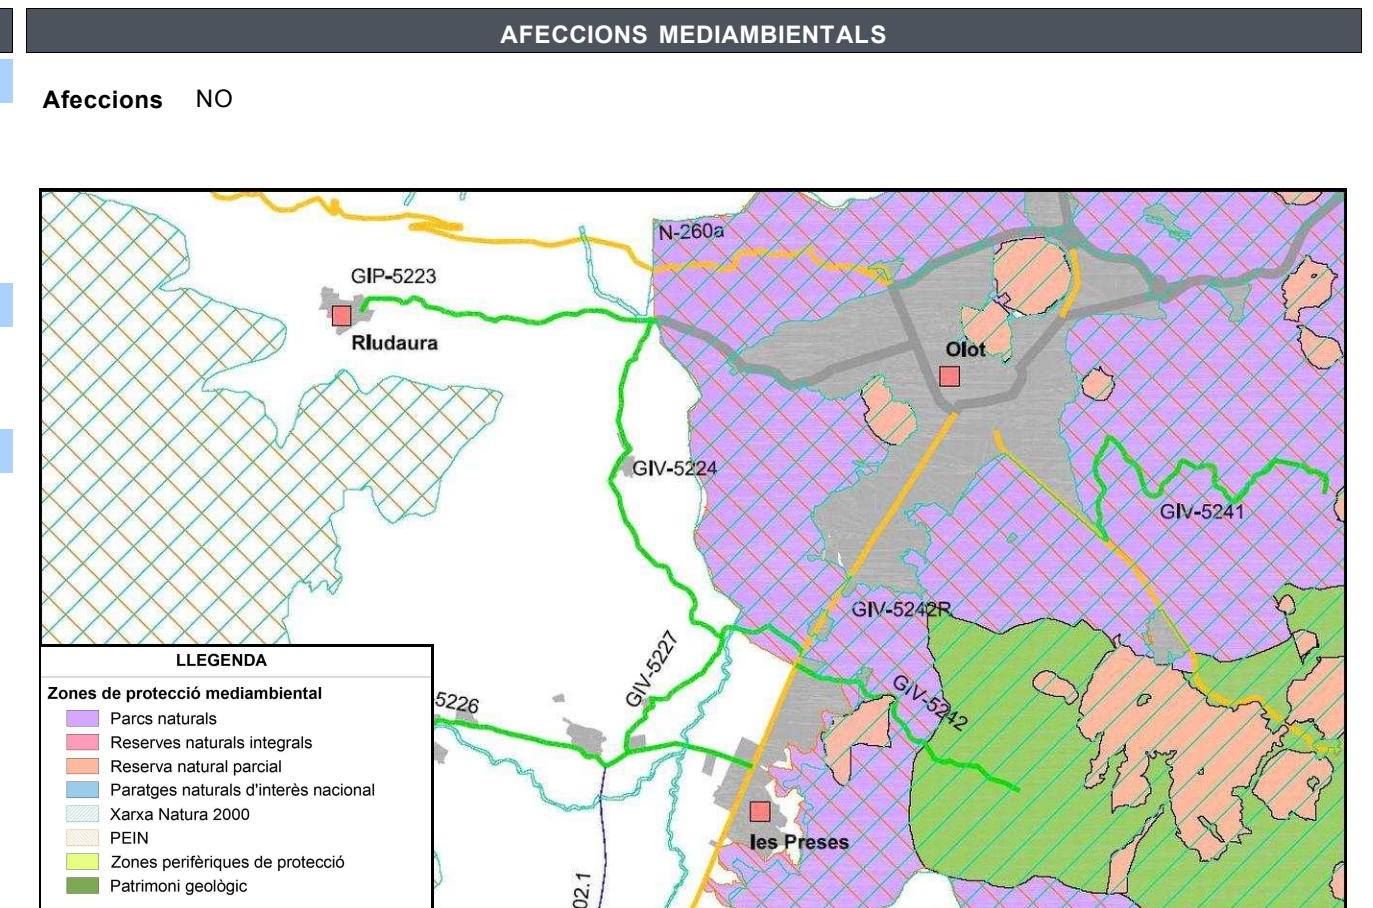 AFECCIONS MEDIAMBIENTALS
Afeccions NO
N-260a
GIP-5223
RIudaura
Olot
GIV-5224
GIV-5241
GIV-5242R
GIV-5227
GIV-5242
5226
les Preses
02.1
LLEGENDA
Zones de protecció mediambiental
Parcs naturals
Reserves naturals integrals
Reserva natural parcial
Paratges naturals d'interès nacional
Xarxa Natura 2000
PEIN
Zones perifèriques de protecció
Patrimoni geològic